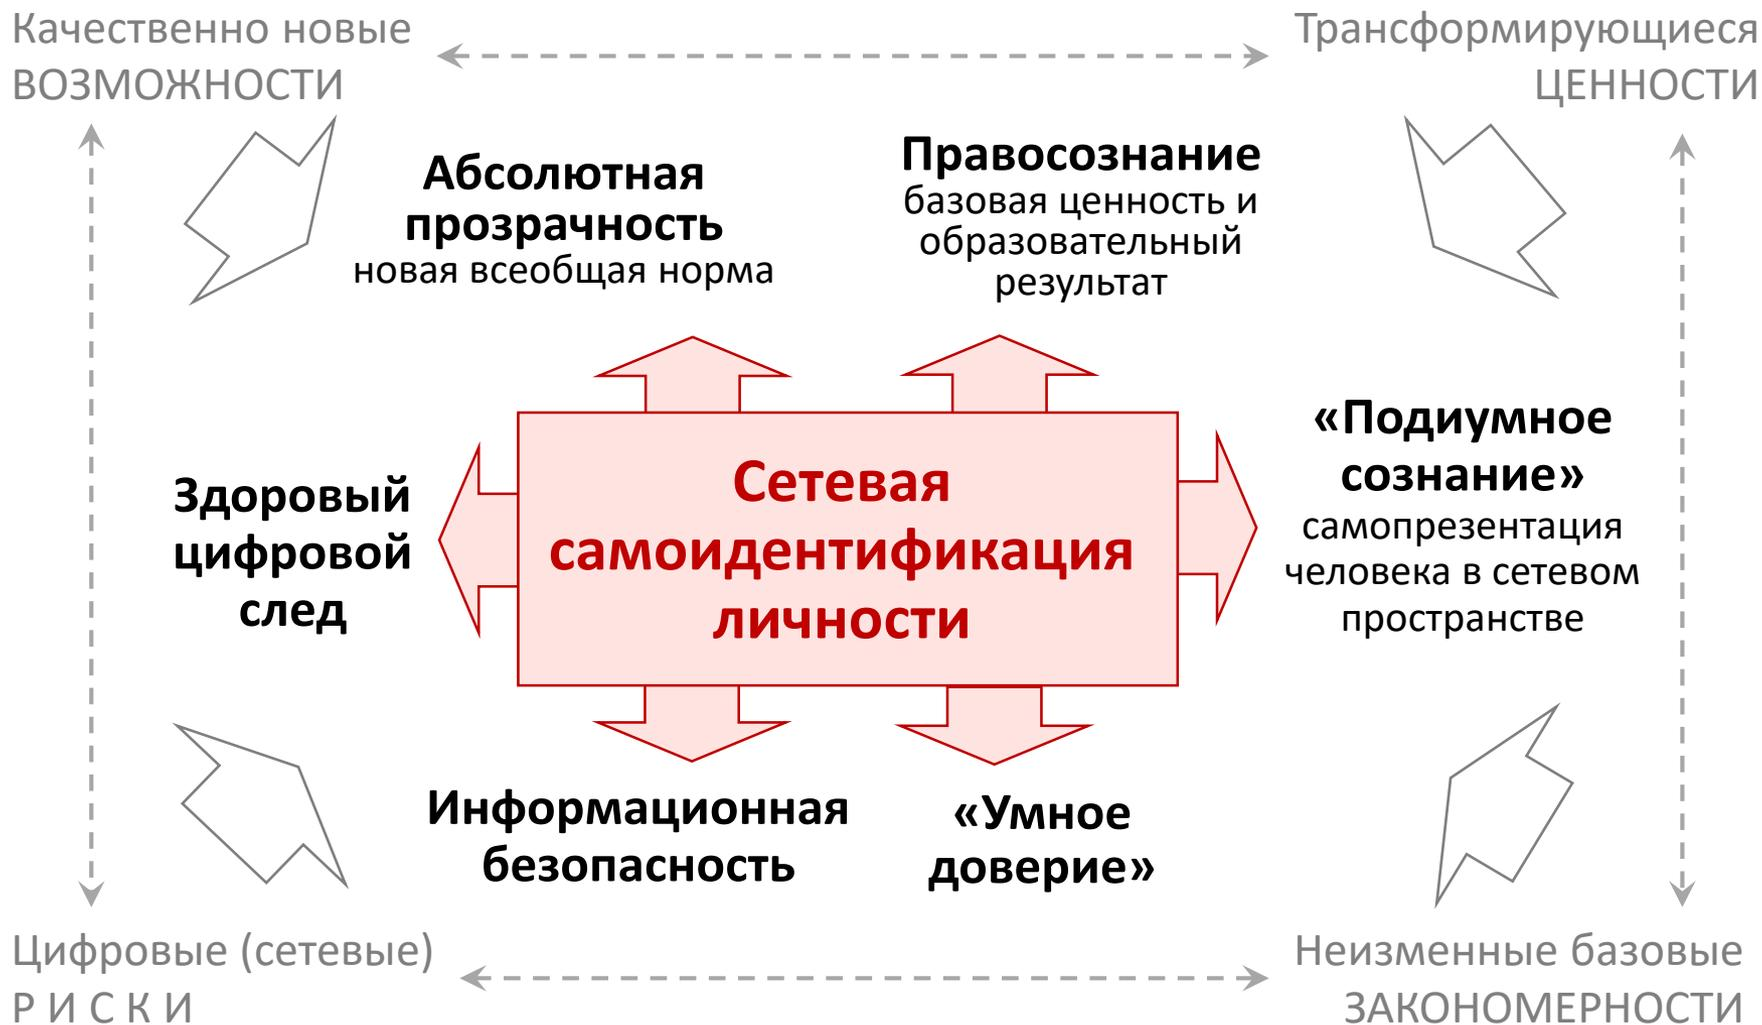 Качественно новые
ВОЗМОЖНОСТИ
Трансформирующиеся
ЦЕННОСТИ
Абсолютная
прозрачность
новая всеобщая норма
Правосознание
базовая ценность и
образовательный
результат
Здоровый
цифровой
след
Сетевая
самоидентификация
личности
«Подиумное
сознание»
самопрезентация
человека в сетевом
пространстве
Информационная
безопасность
«Умное
доверие»
Цифровые (сетевые)
Р И С К И
Неизменные базовые
ЗАКОНОМЕРНОСТИ